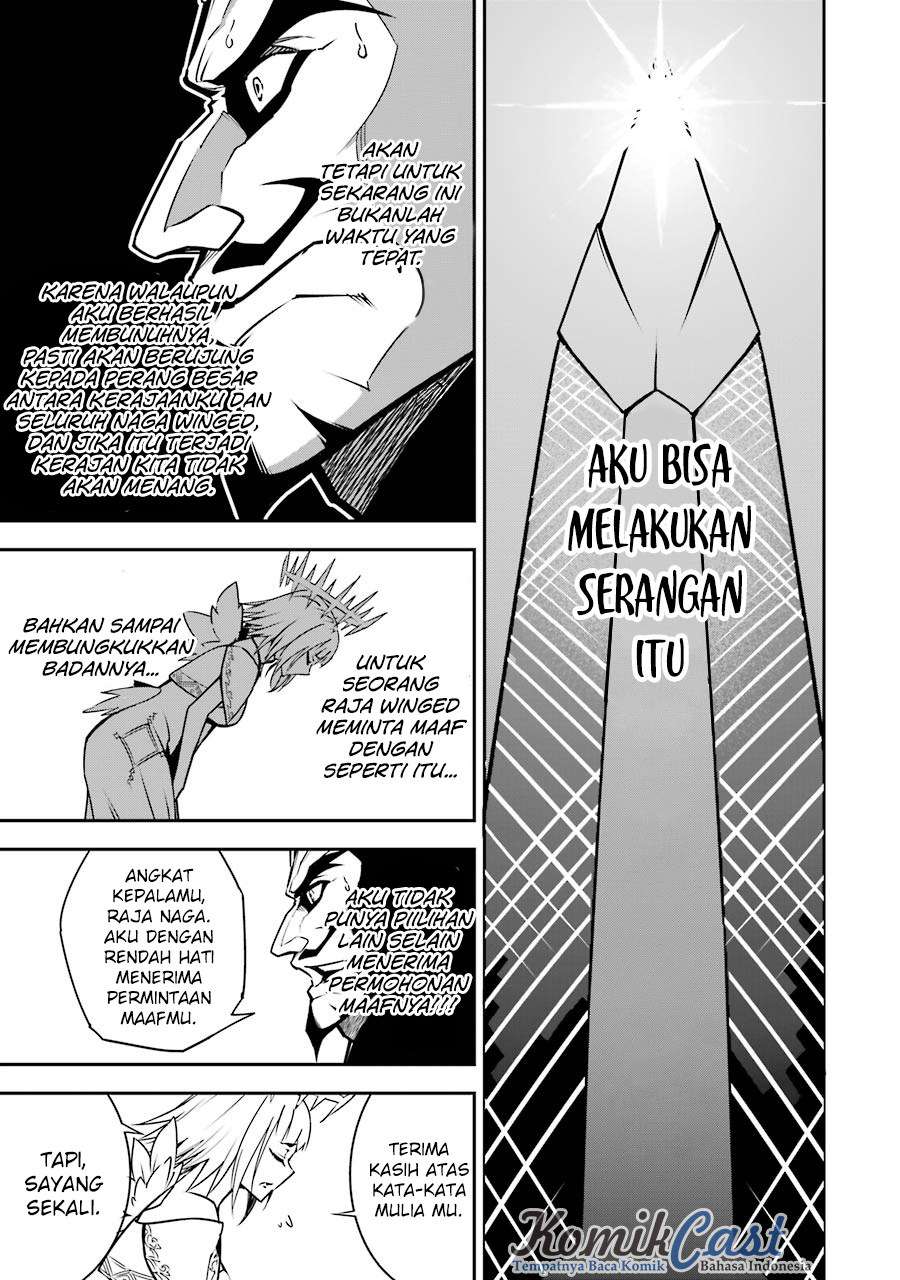 AKU BISA
MELAKUKAN
SERANGAN
ITU
AKAN
TETAPI UNTUK
SEKARANG INI
BUKANLAH
WAKTU YANG
TEPAT.
KARENA WALAUPUN
AKU BERHASIL
MEMBUNUHNYA,
PASTI AKAN BERUJUNG
KEPADA PERANG BESAR
ANTARA KERAJAANKU DAN
SELURUH NAGA WINGED,
DAN JIKA ITU TERJADI
KERAJAN KITA TIDAK
AKAN MENANG.
UNTUK
SEORANG
RAJA WINGED
MEMINTA MAAF
DENGAN
SEPERTI ITU...
BAHKAN SAMPAI
MEMBUNGKUKKAN
BADANNYA...
AKU TIDAK
PUNYA PIILIHAN
LAIN SELAIN
MENERIMA
PERMOHONAN
MAAFNYA!!!
ANGKAT
KEPALAMU,
RAJA NAGA.
AKU DENGAN
RENDAH HATI
MENERIMA
PERMINTAAN
MAAFMU.
TERIMA
KASIH ATAS
KATA-KATA
MULIA MU.
TAPI,
SAYANG
SEKALI.
KomikCast
Tempatnya Baca Komik Bahasa Indonesia